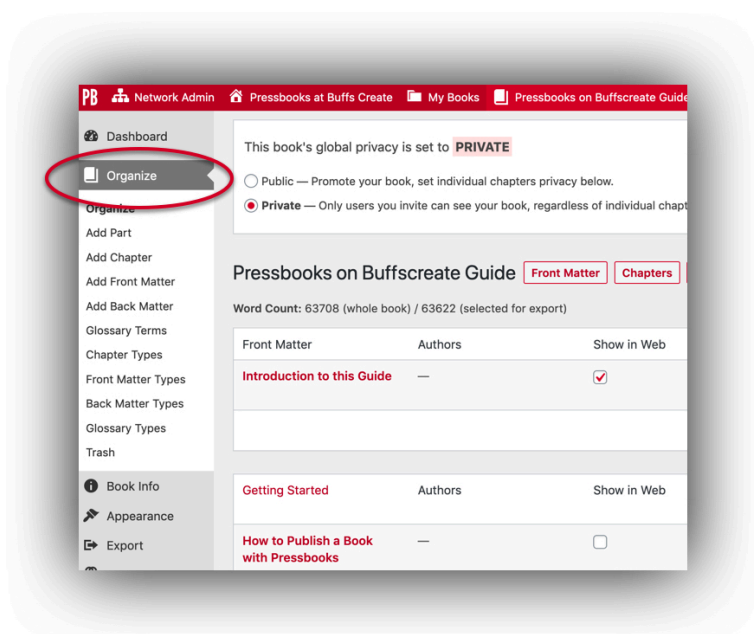 PB Network Admin Pressbooks at Buffs Create My Books Pressbooks on Buffscreate Guide
Dashboard
Organize
Organize
Add Part
Add Chapter
Add Front Matter
Add Back Matter
Glossary Terms
Chapter Types
Front Matter Types
Back Matter Types
Glossary Types
Trash
Book Info
Appearance
Export
This book's global privacy is set to PRIVATE
Public — Promote your book, set individual chapters privacy below.
Private — Only users you invite can see your book, regardless of individual chapt
Pressbooks on Buffscreate Guide Front Matter Chapters
Word Count: 63708 (whole book) / 63622 (selected for export)
Front Matter Authors Show in Web
Introduction to this Guide —
Getting Started Authors Show in Web
How to Publish a Book —
with Pressbooks